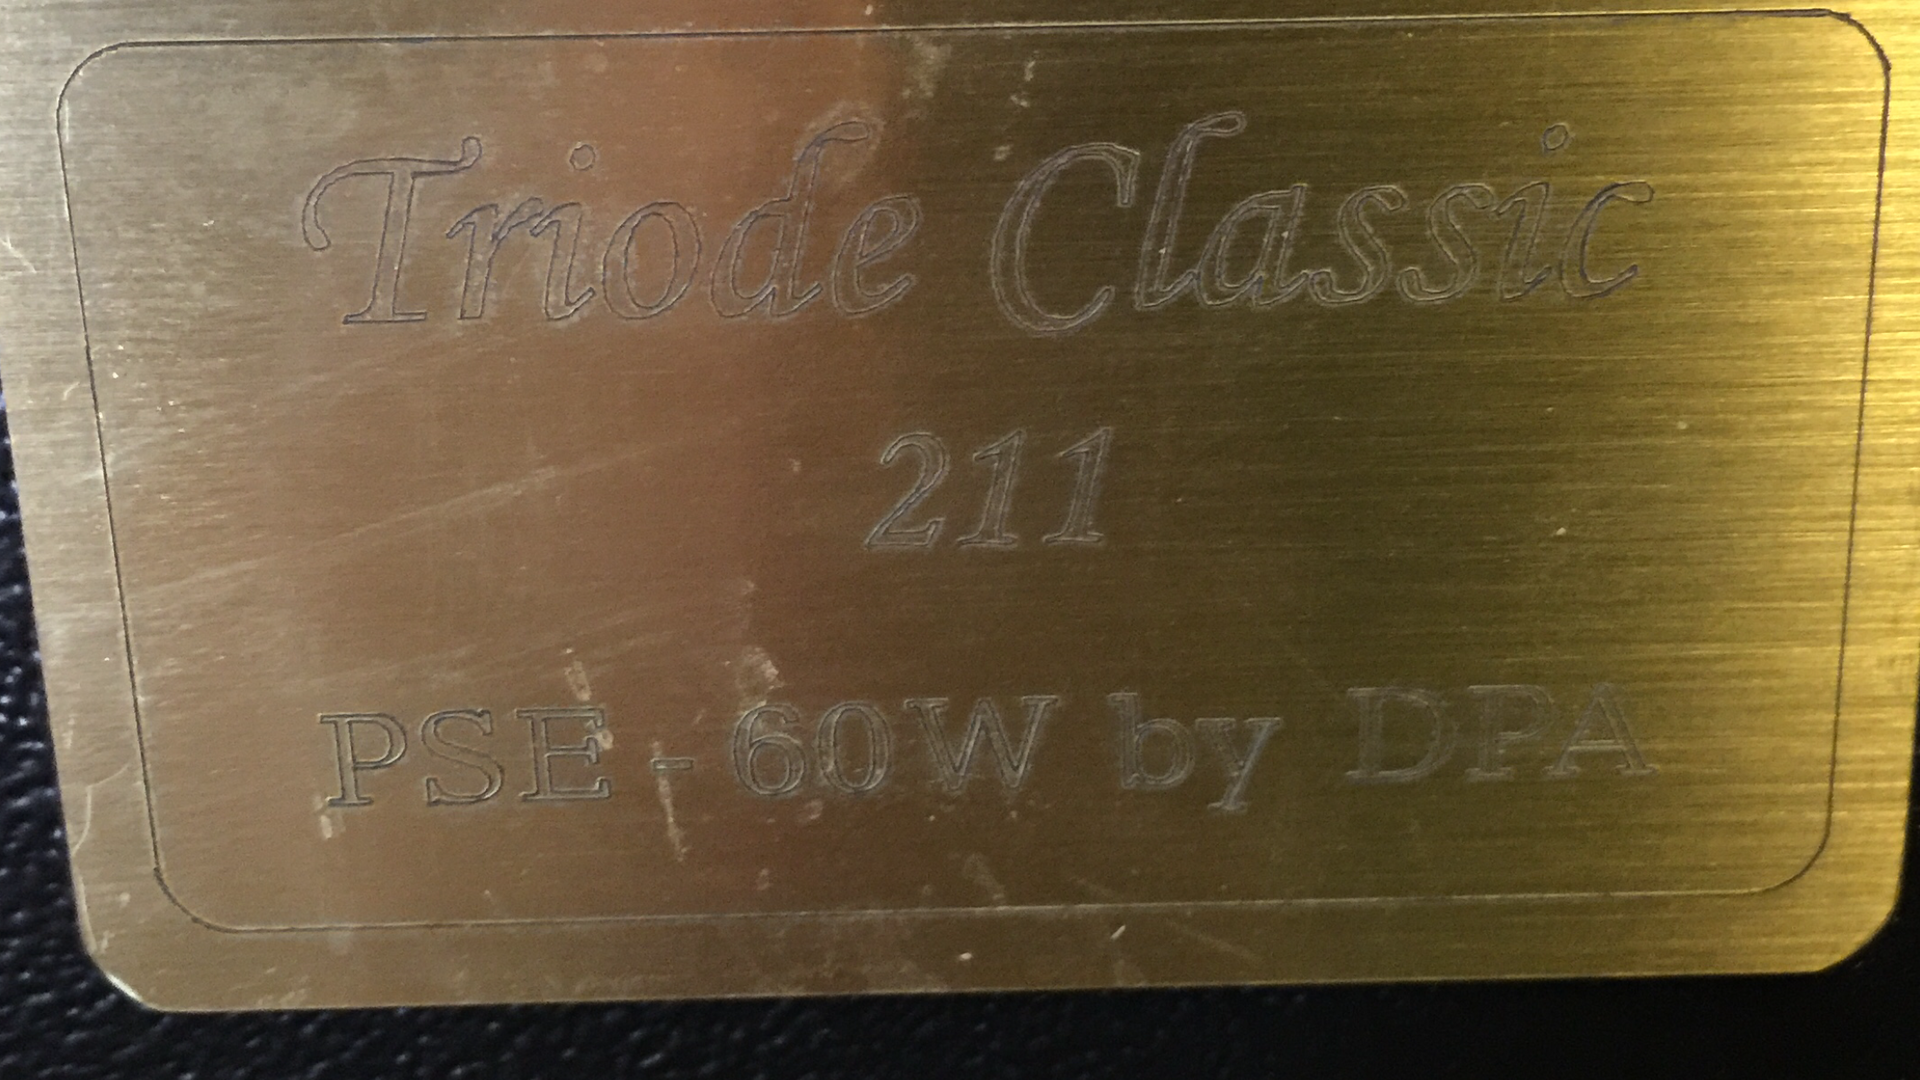 Triode Classic
211
PSE - 60W by DPA